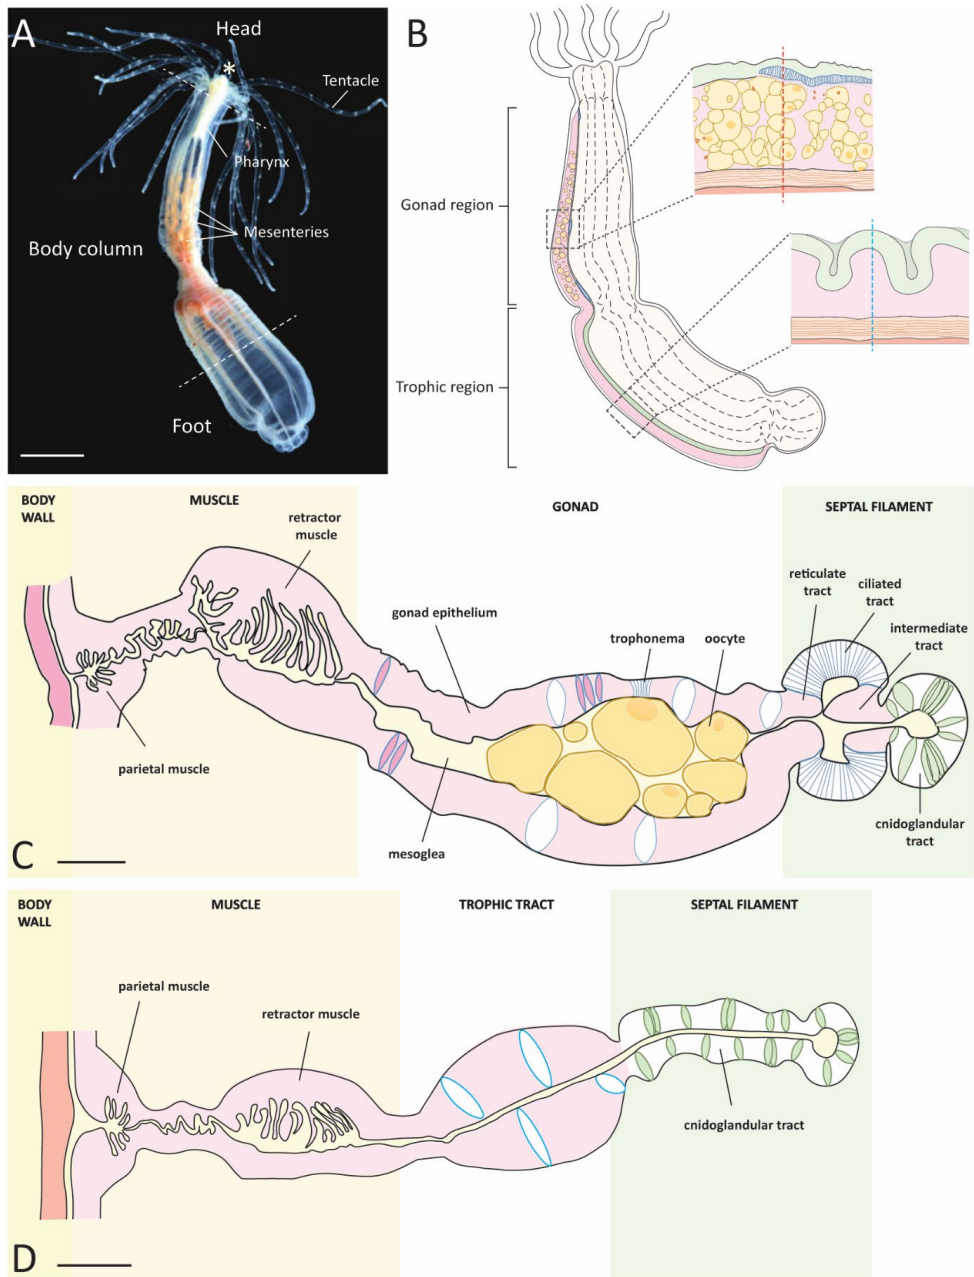 A
Head
*
Tentacle
Pharynx
Mesenteries
Body column
Foot
B
Gonad region
Trophic region
BODY
WALL
MUSCLE
GONAD
SEPTAL FILAMENT
retractor
muscle
gonad epithelium
trophonema
oocyte
reticulate
tract
ciliated
tract
intermediate
tract
parietal muscle
mesoglea
cnidoglandular
tract
C
BODY
WALL
MUSCLE
TROPHIC TRACT
SEPTAL FILAMENT
parietal muscle
retractor muscle
cnidoglandular tract
D